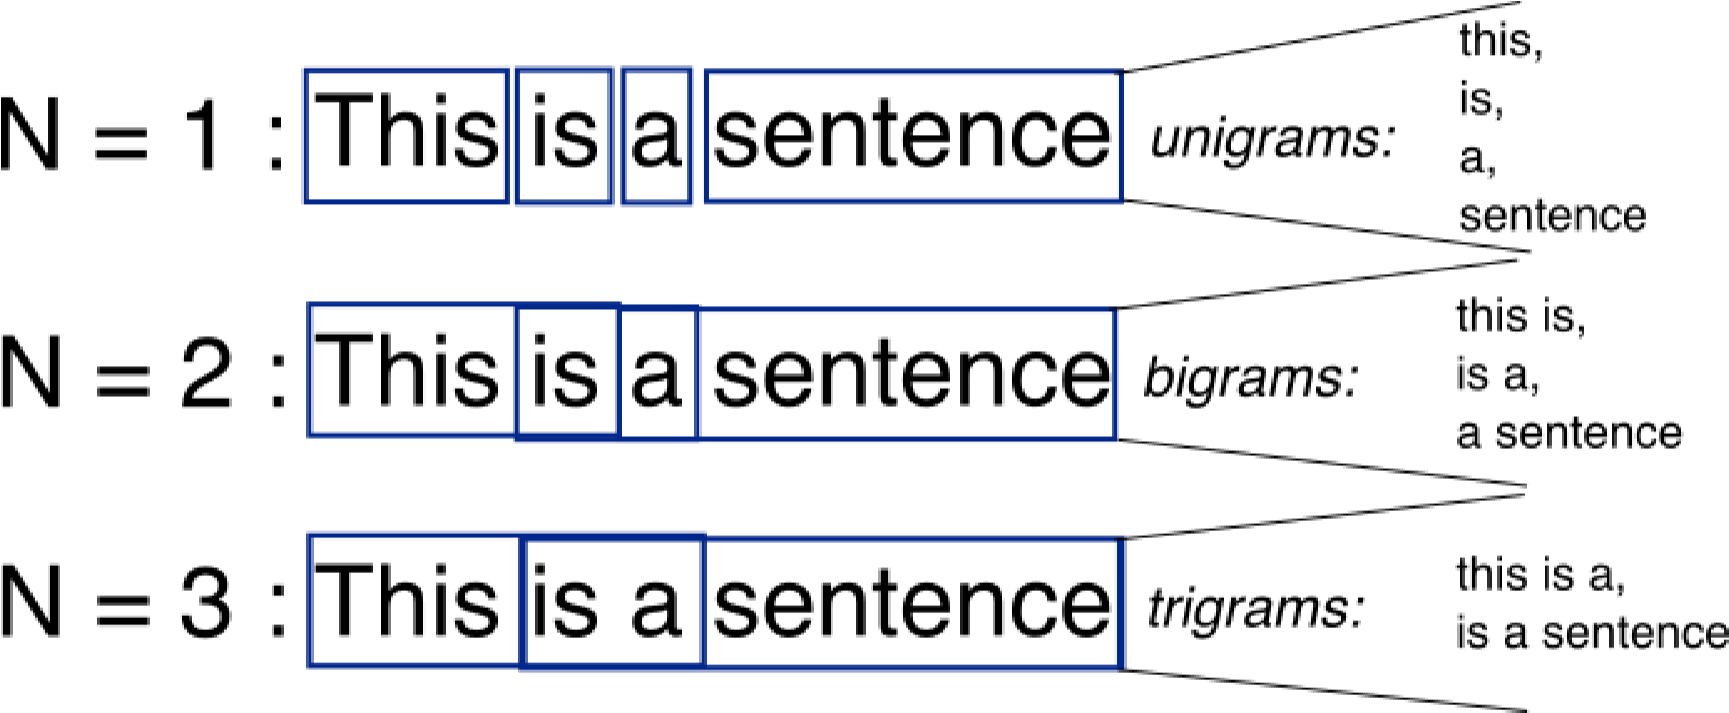 N = 1 : This is a sentence unigrams:
this,
is,
a,
sentence
N = 2 : This is a sentence bigrams:
this is,
is a,
a sentence
N = 3 : This is a sentence trigrams:
this is a,
is a sentence